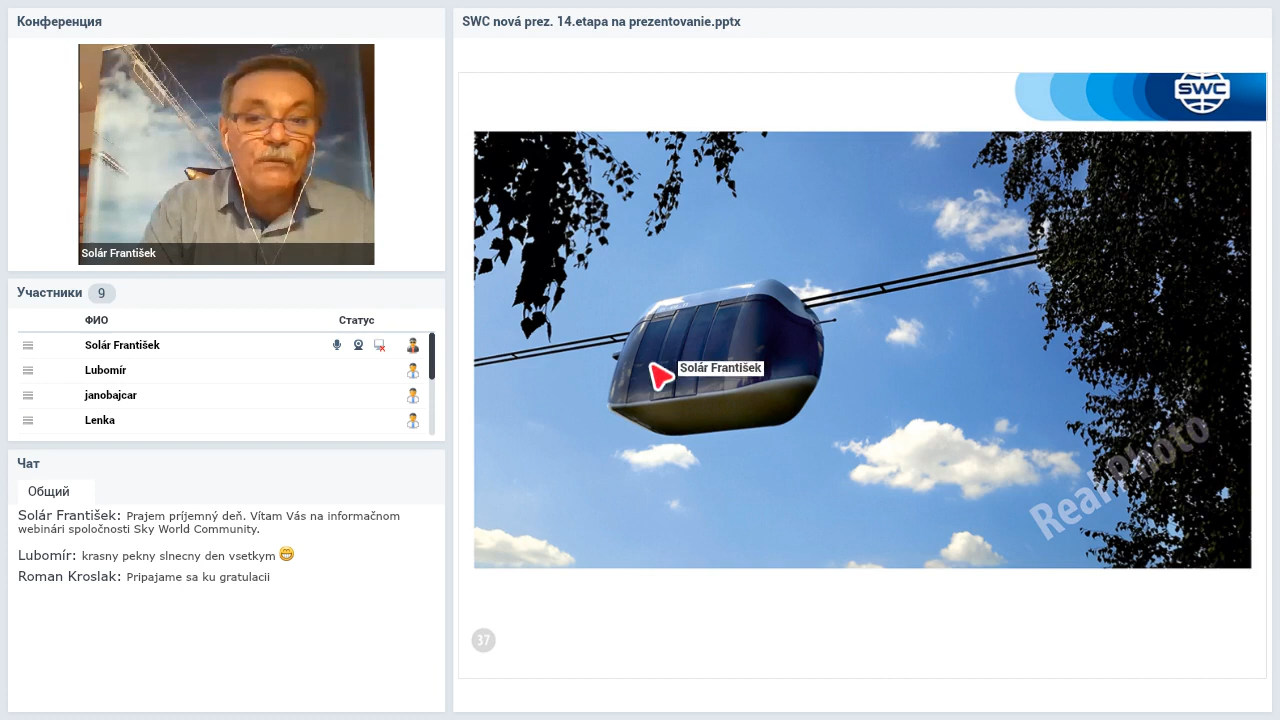 Конференция
Solár František
Участники 9
ФИО Статус
Solár František
Lubomír
janobajcar
Lenka
Чат
Общий
Solár František: Prajem príjemný deň. Vítam Vás na informačnom
webinári spoločnosti Sky World Community.
Lubomír: krasny pekny slnecny den vsetkym
Roman Kroslak: Pripajame sa ku gratulacii
SWC nová prez. 14.etapa na prezentovanie.pptx
SWC
Solár František
Real Photo
37